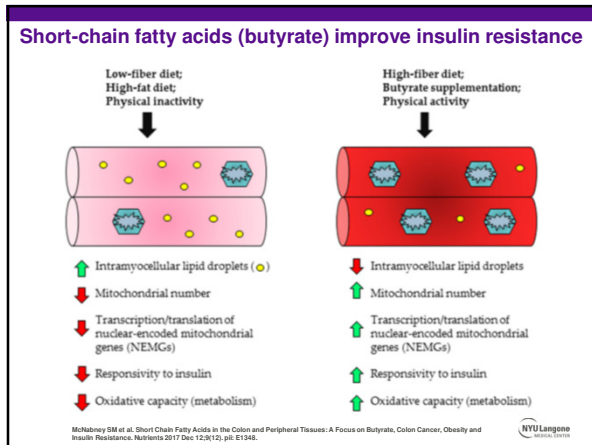 Short-chain fatty acids (butyrate) improve insulin resistance
Low-fiber diet;
High-fat diet;
Physical inactivity
Intramyocellular lipid droplets ( )
Mitochondrial number
Transcription/translation of
nuclear-encoded mitochondrial
genes (NEMGs)
Responsivity to insulin
Oxidative capacity (metabolism)
High-fiber diet;
Butyrate supplementation;
Physical activity
Intramyocellular lipid droplets
Mitochondrial number
Transcription/translation of
nuclear-encoded mitochondrial
genes (NEMGs)
Responsivity to insulin
Oxidative capacity (metabolism)
McNabney SM et al. Short Chain Fatty Acids in the Colon and Peripheral Tissues: A Focus on Butyrate, Colon Cancer, Obesity and
Insulin Resistance. Nutrients 2017 Dec 12;9(12). pii: E1348.
NYU Langone
MEDICAL CENTER